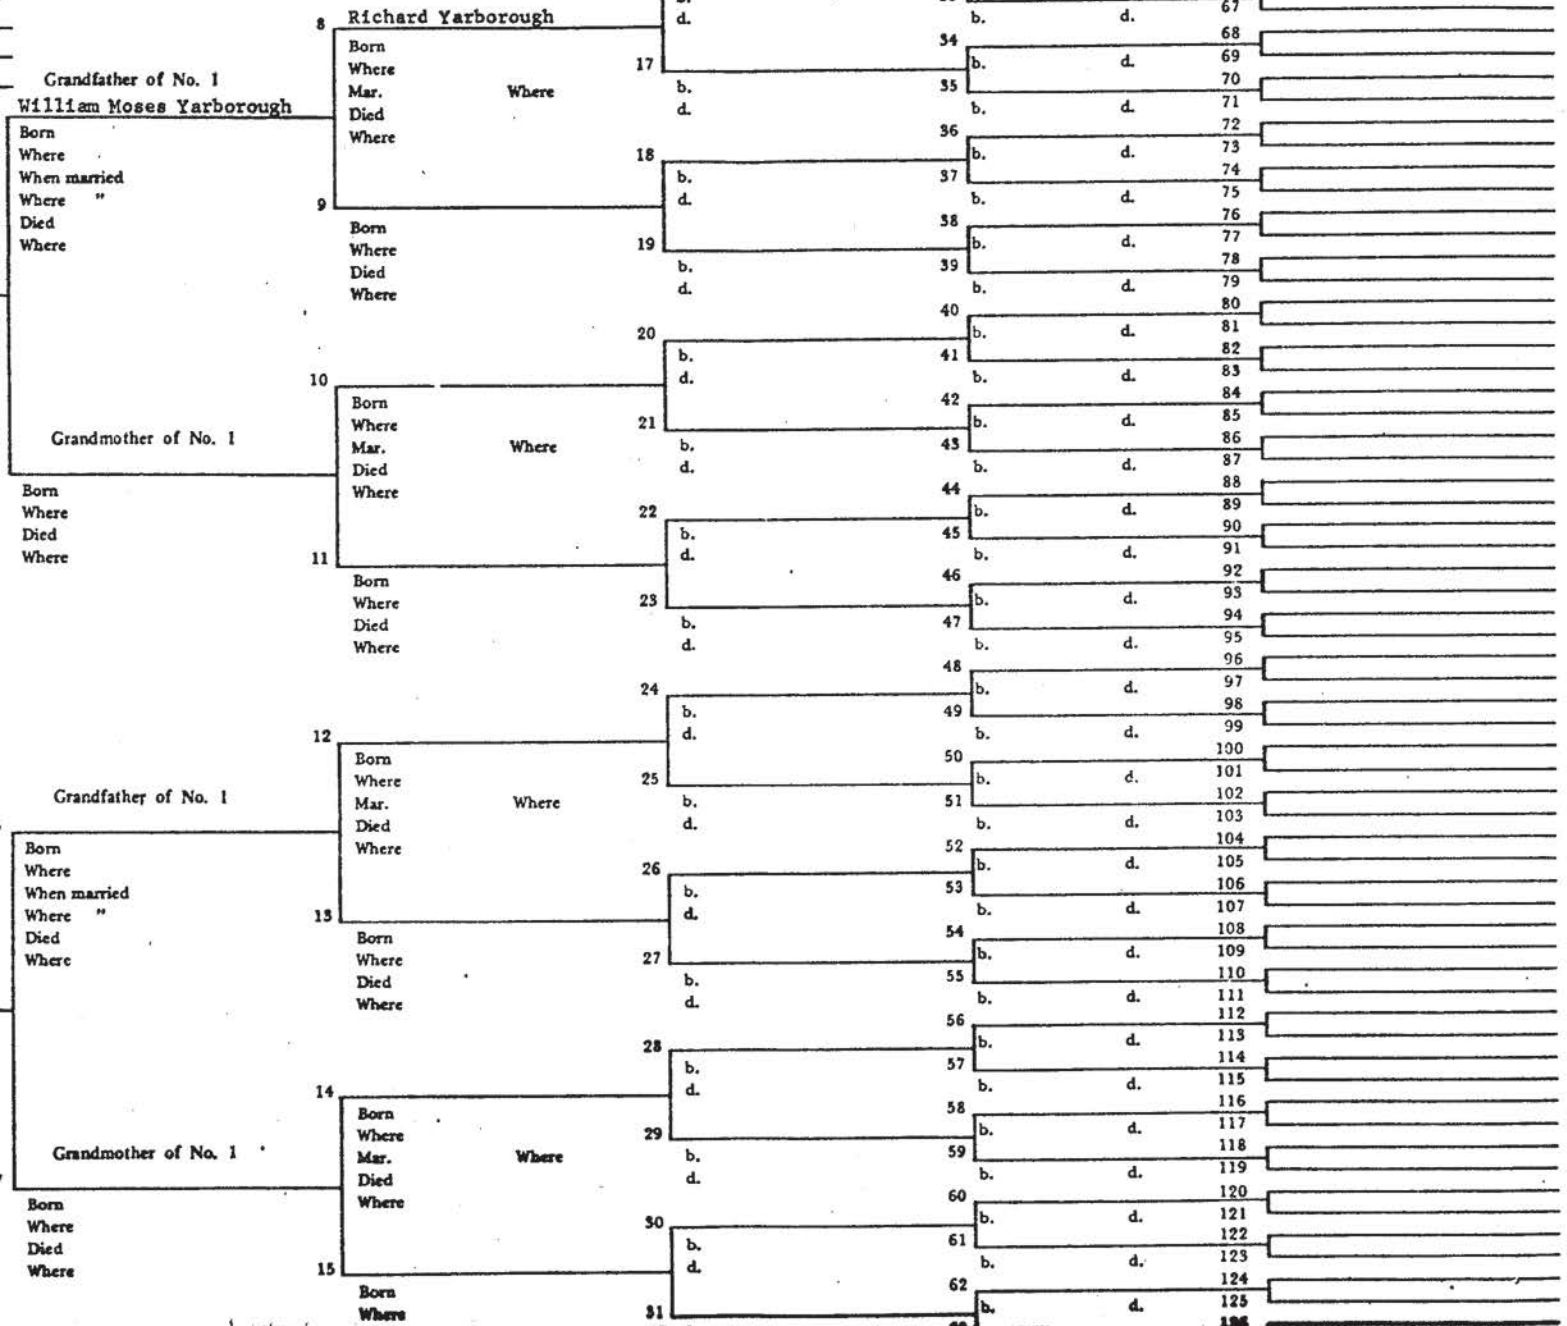 8 Richard Yarborough
Born
Where
Mar. Where
Died
Where
Grandfather of No. 1
William Moses Yarborough
Born
Where
When married
Where "
Died
Where
9
Born
Where
Died
Where
10
Born
Where
Mar. Where
Died
Where
Grandmother of No. 1
Born
Where
Died
Where
11
Born
Where
Died
Where
12
Born
Where
Mar. Where
Died
Where
Grandfather of No. 1
Born
Where
When married
Where "
Died
Where
13
Born
Where
Died
Where
14
Born
Where
Mar. Where
Died
Where
Grandmother of No. 1
Born
Where
Died
Where
15
Born
Where
d.
17
b.
d.
18
b.
d.
19
b.
d.
20
b.
d.
21
b.
d.
22
b.
d.
23
b.
d.
24
b.
d.
25
b.
d.
26
b.
d.
27
b.
d.
28
b.
d.
29
b.
d.
30
b.
d.
31
b. d.
34
b. d.
35
b. d.
36
b. d.
37
b. d.
38
b. d.
39
b. d.
40
b. d.
41
b. d.
42
b. d.
43
b. d.
44
b. d.
45
b. d.
46
b. d.
47
b. d.
48
b. d.
49
b. d.
50
b. d.
51
b. d.
52
b. d.
53
b. d.
54
b. d.
55
b. d.
56
b. d.
57
b. d.
58
b. d.
59
b. d.
60
b. d.
61
b. d.
62
b. d.
67
68
69
70
71
72
73
74
75
76
77
78
79
80
81
82
83
84
85
86
87
88
89
90
91
92
93
94
95
96
97
98
99
100
101
102
103
104
105
106
107
108
109
110
111
112
113
114
115
116
117
118
119
120
121
122
123
124
125
126